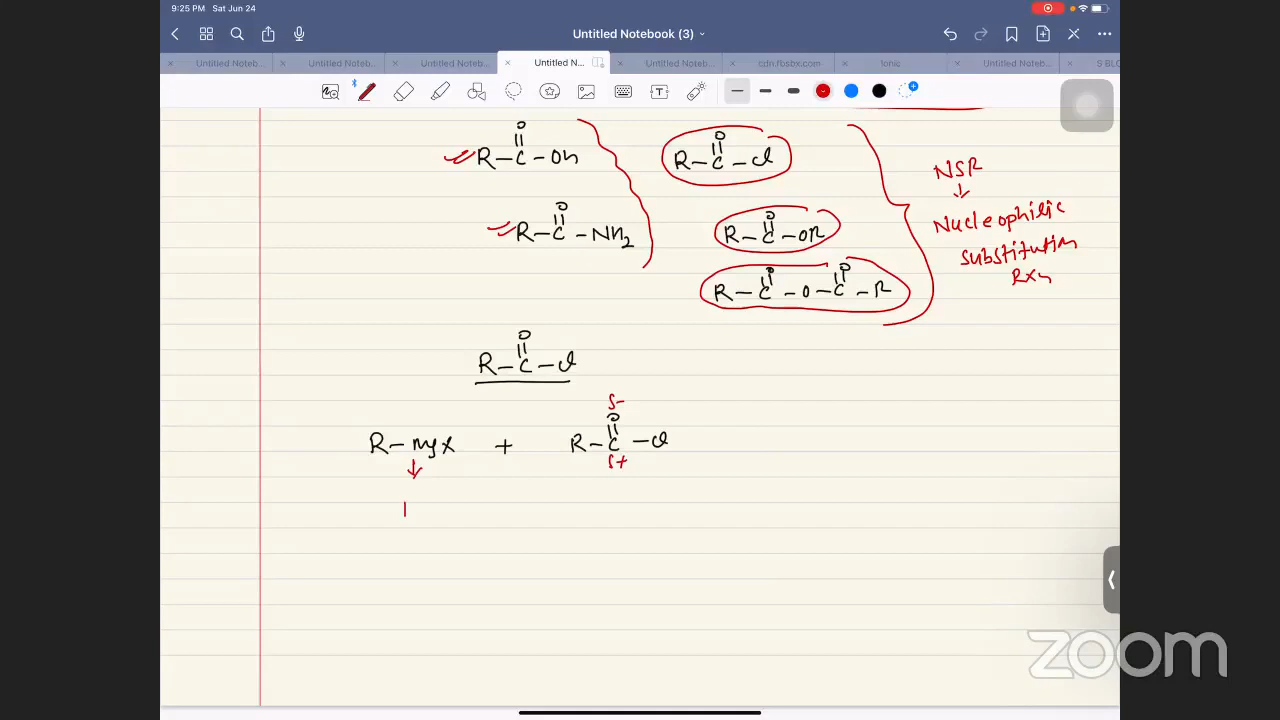 9:25 PM Sat Jun 24
Untitled Notebook (3)
Untitled Noteb...
Untitled Noteb...
Untitled Noteb...
Untitled N...
Untitled Noteb...
cdn.fbsbx.com
Ionic
Untitled Noteb...
S BLO
O
R-C-OH
O
R-C-Cl
NSR
↓
Nucleophilic
substitution
Rxn
O
R-C-NH2
O
R-C-OR
O O
R-C-O-C-R
O
R-C-Cl
δ-
O
R-MgX + R-C-Cl
↓ δ+
zoom